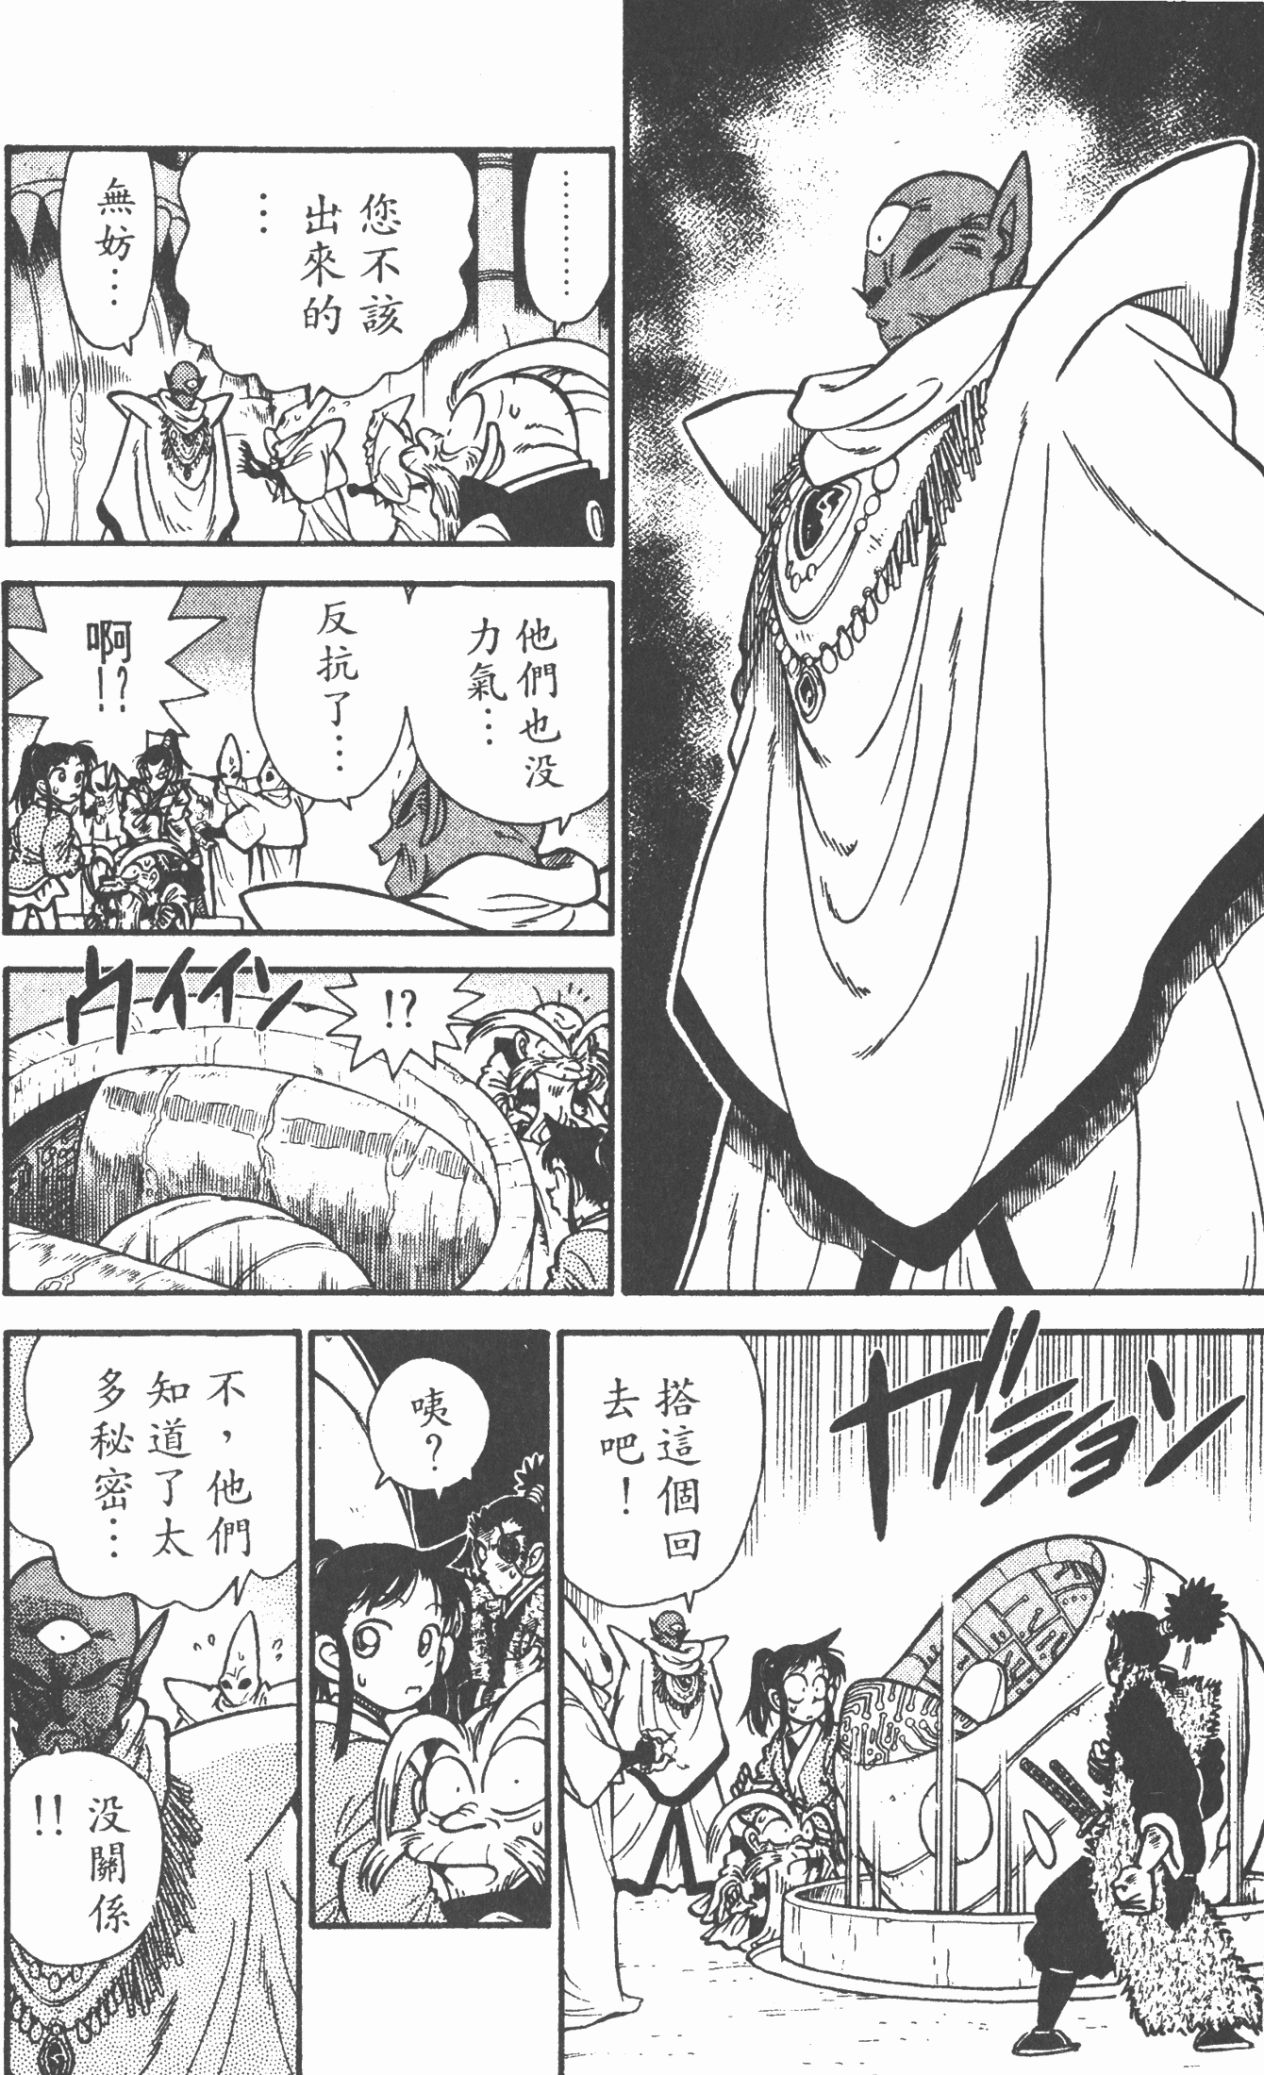 …………
您不該
出來的
…
無妨…
他們也没
力氣…
反抗了…
啊!?
ウイイン
!?
ガション
搭這個回
去吧！
咦？
不，他們
知道了太
多秘密…
没關係
!!